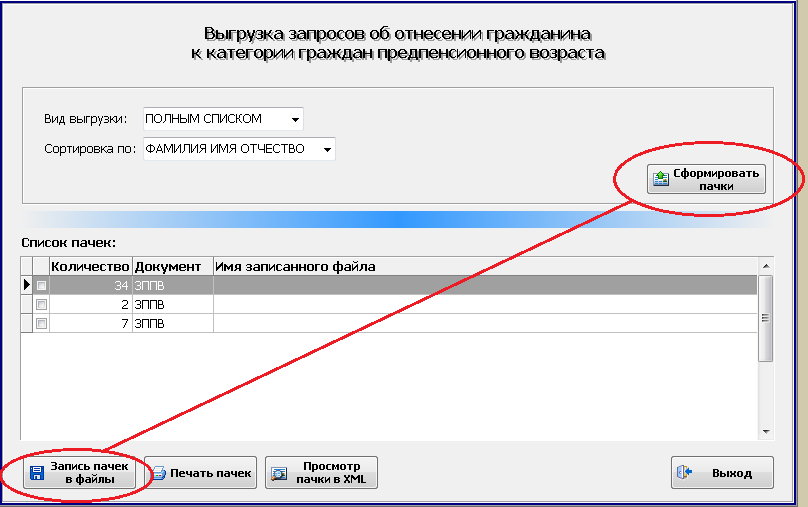 Выгрузка запросов об отнесении гражданина
к категории граждан предпенсионного возраста
Вид выгрузки: ПОЛНЫМ СПИСКОМ
Сортировка по: ФАМИЛИЯ ИМЯ ОТЧЕСТВО
Сформировать
пачки
Список пачек:
Количество Документ Имя записанного файла
34 ЗППВ
2 ЗППВ
7 ЗППВ
Запись пачек
в файлы
Печать пачек
Просмотр
пачки в XML
Выход